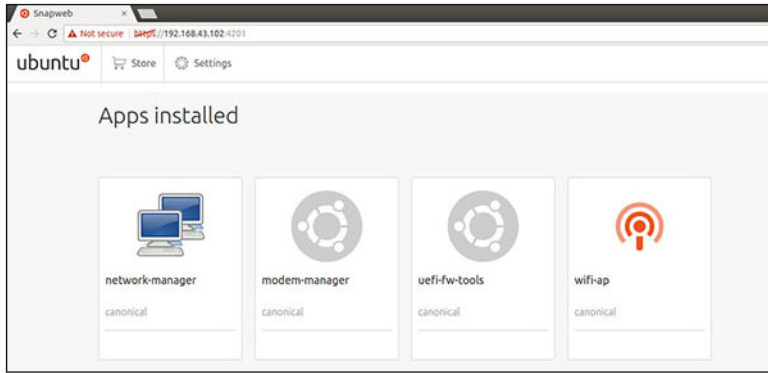 Snapweb ×
Not secure https://192.168.43.102:4201
ubuntu Store Settings
Apps installed
network-manager modem-manager uefi-fw-tools wifi-ap
canonical canonical canonical canonical